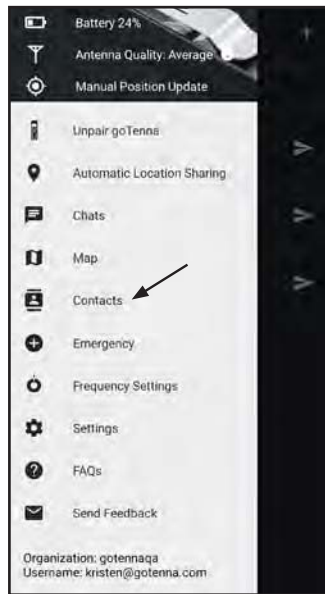 Battery 24%
Antenna Quality: Average
Manual Position Update
Unpair goTenna
Automatic Location Sharing
Chats
Map
Contacts
Emergency
Frequency Settings
Settings
FAQs
Send Feedback
Organization: gotennaqa
Username: kristen@gotenna.com